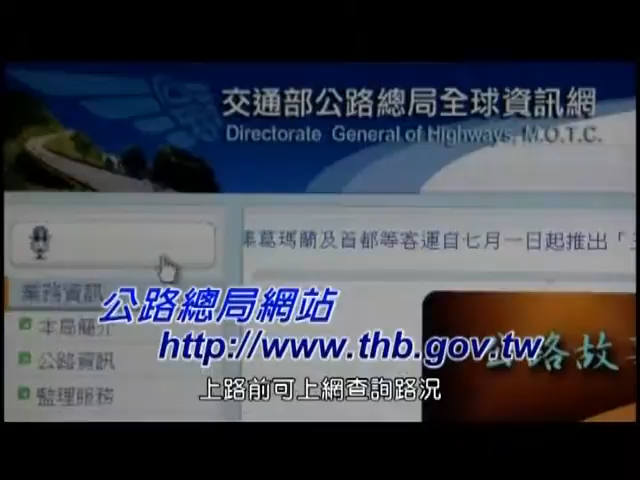 交通部公路總局全球資訊網
Directorate General of Highways, M.O.T.C.
葛瑪蘭及首都等客運自七月一日起推出「
業務資訊
公路總局網站
本局簡介
http://www.thb.gov.tw
公路資訊
公路故
上路前可上網查詢路況
監理服務